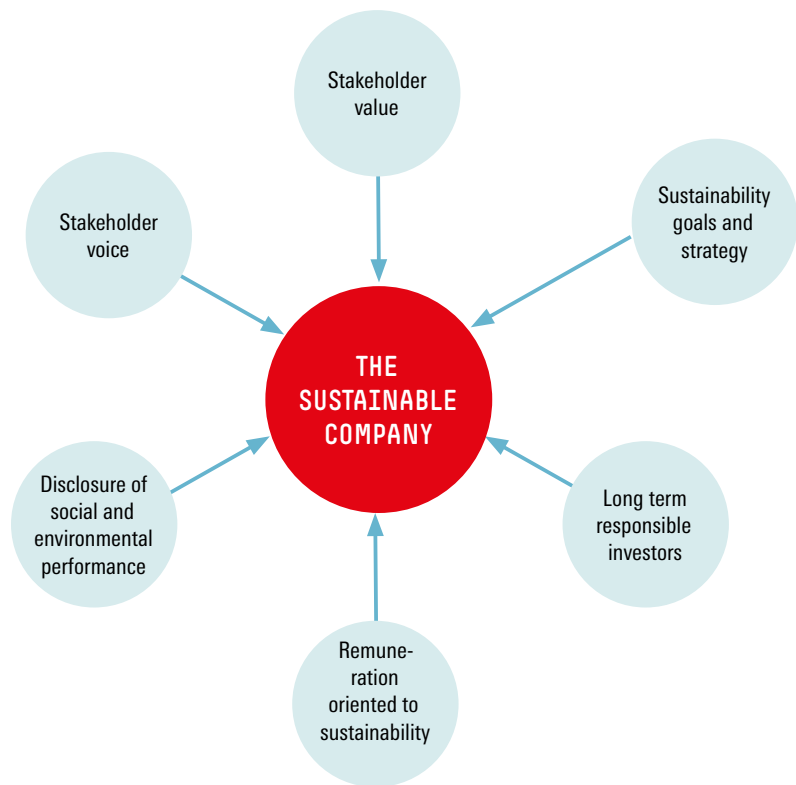 Stakeholder
value
Stakeholder
voice
Sustainability
goals and
strategy
THE
SUSTAINABLE
COMPANY
Disclosure of
social and
environmental
performance
Long term
responsible
investors
Remune-
ration
oriented to
sustainability